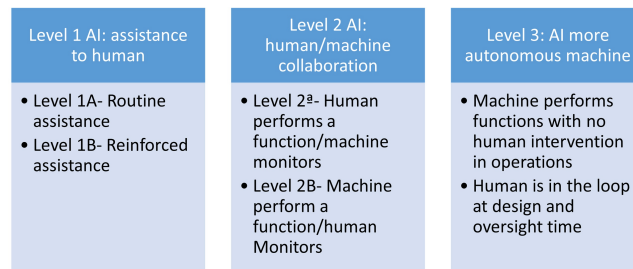 Level 1 AI: assistance
to human
• Level 1A- Routine
assistance
• Level 1B- Reinforced
assistance
Level 2 AI:
human/machine
collaboration
• Level 2ª- Human
performs a
function/machine
monitors
• Level 2B- Machine
perform a
function/human
Monitors
Level 3: AI more
autonomous machine
• Machine performs
functions with no
human intervention
in operations
• Human is in the loop
at design and
oversight time